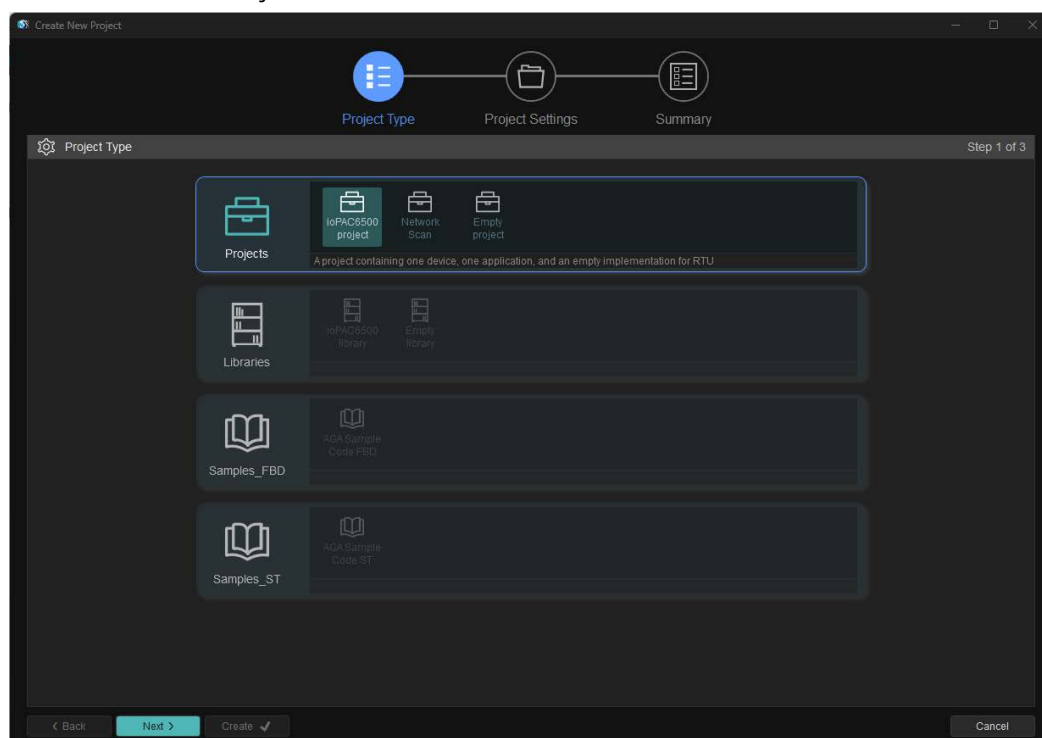 Create New Project
Project Type
Project Settings
Summary
Project Type
Step 1 of 3
Projects
ioPAC6500
project
Network
Scan
Empty
project
A project containing one device, one application, and an empty implementation for RTU
Libraries
ioPAC6500
library
Empty
library
Samples_FBD
AGA Sample
Code FBD
Samples_ST
AGA Sample
Code ST
< Back
Next >
Create
Cancel